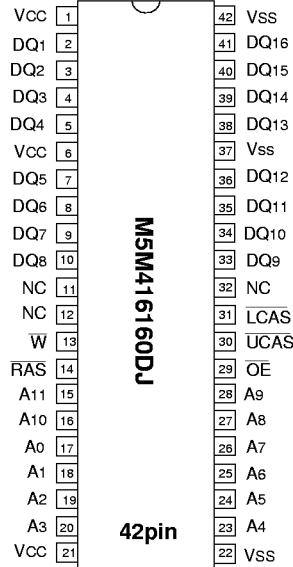 Vcc 1 42 Vss
DQ1 2 41 DQ16
DQ2 3 40 DQ15
DQ3 4 39 DQ14
DQ4 5 38 DQ13
Vcc 6 37 Vss
DQ5 7 36 DQ12
DQ6 8 35 DQ11
DQ7 9 34 DQ10
DQ8 10 33 DQ9
NC 11 32 NC
NC 12 31 L̅C̅A̅S̅
W̅ 13 30 U̅C̅A̅S̅
R̅A̅S̅ 14 29 O̅E̅
A11 15 28 A9
A10 16 27 A8
A0 17 26 A7
A1 18 25 A6
A2 19 24 A5
A3 20 23 A4
Vcc 21 22 Vss
M5M416160DJ
42pin